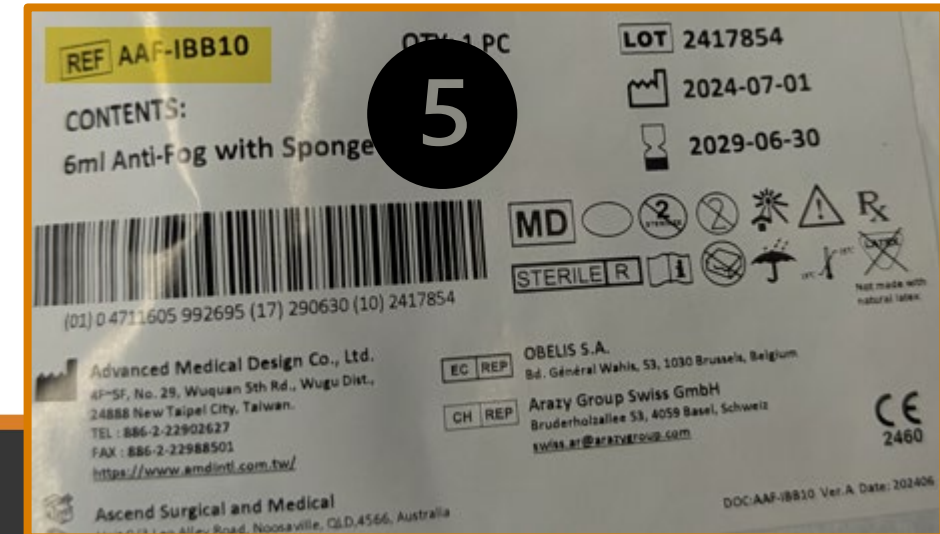 REF AAF-IBB10
QTY: 1 PC
CONTENTS:
6ml Anti-Fog with Sponge
5
LOT 2417854
2024-07-01
2029-06-30
MD 2 STERILIZE 2 Rx
STERILE R i LATEX
Not made with
natural latex.
(01) 0 4711605 992695 (17) 290630 (10) 2417854
Advanced Medical Design Co., Ltd.
4F~5F, No. 29, Wuquan 5th Rd., Wugu Dist.,
24888 New Taipei City, Taiwan.
TEL : 886-2-22902627
FAX : 886-2-22988501
https://www.amdintl.com.tw/
EC REP OBELIS S.A.
Bd. Général Wahis, 53, 1030 Brussels, Belgium
CH REP Arazy Group Swiss GmbH
Bruderholzallee 53, 4059 Basel, Schweiz
swiss.ar@arazygroup.com
CE
2460
Ascend Surgical and Medical
Alley Road, Noosaville, QLD,4566, Australia
DOC:AAF-IBB10 Ver.A Date: 202406